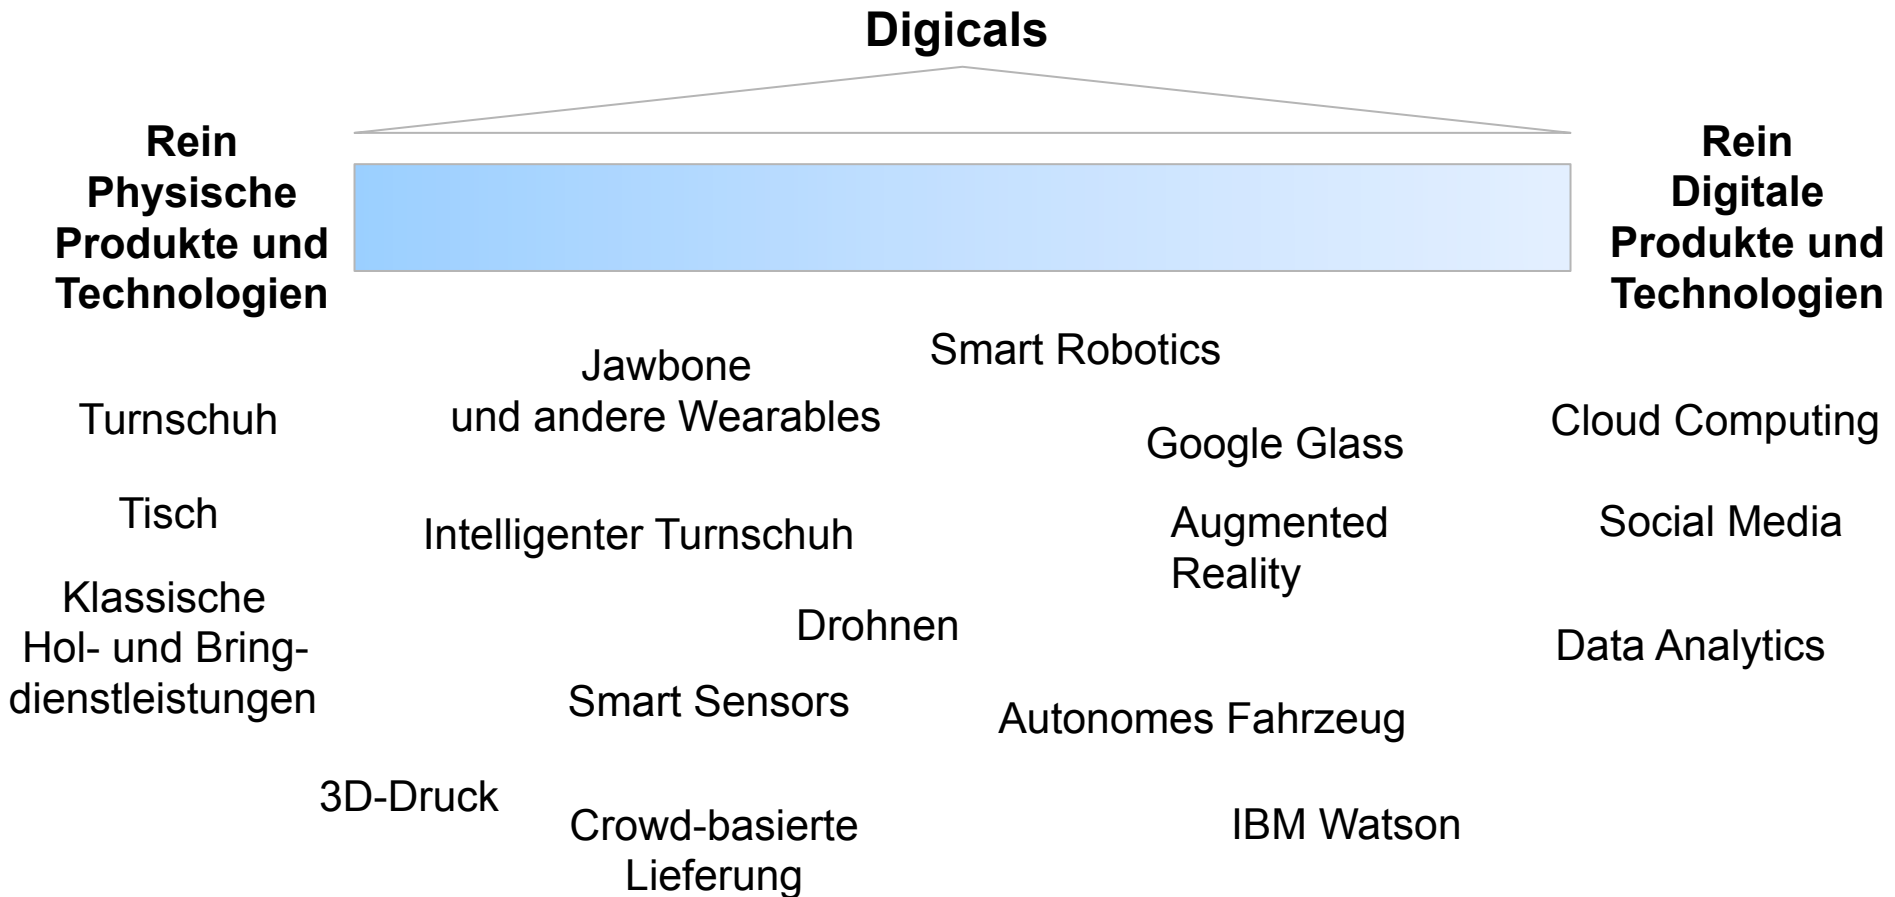 Digicals
Rein
Physische
Produkte und
Technologien
Rein
Digitale
Produkte und
Technologien
Smart Robotics
Jawbone
und andere Wearables
Turnschuh
Cloud Computing
Google Glass
Tisch
Intelligenter Turnschuh
Augmented
Reality
Social Media
Klassische
Hol- und Bring-
dienstleistungen
Drohnen
Data Analytics
Smart Sensors
Autonomes Fahrzeug
3D-Druck
Crowd-basierte
Lieferung
IBM Watson